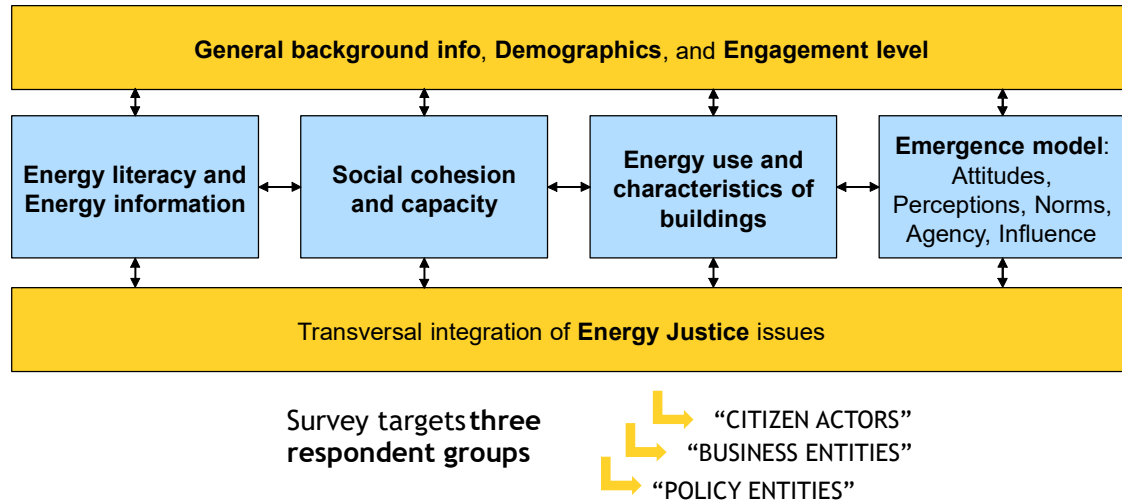 General background info, Demographics, and Engagement level
Energy literacy and
Energy information
Social cohesion
and capacity
Energy use and
characteristics of
buildings
Emergence model:
Attitudes,
Perceptions, Norms,
Agency, Influence
Transversal integration of Energy Justice issues
Survey targets three
respondent groups
“CITIZEN ACTORS”
“BUSINESS ENTITIES”
“POLICY ENTITIES”